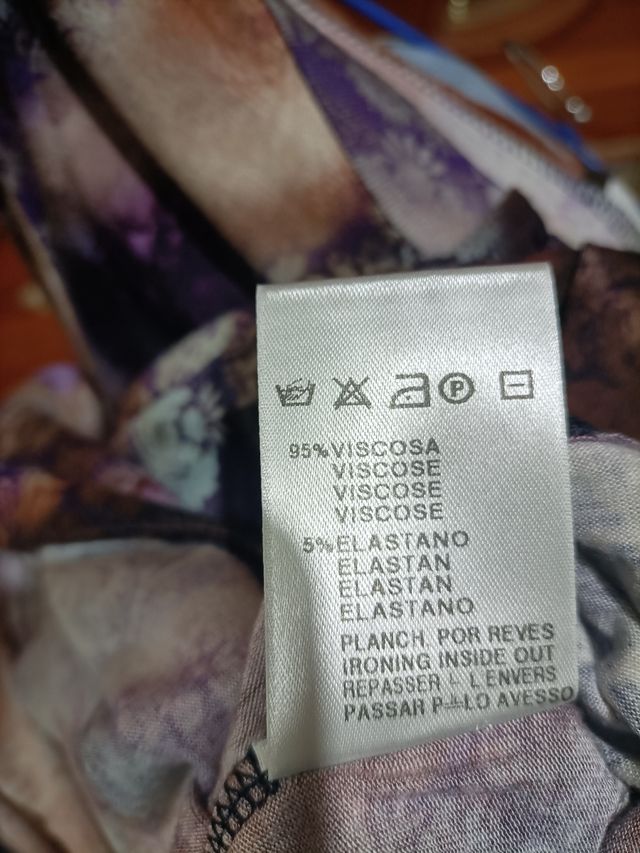 P
95% VISCOSA
VISCOSE
VISCOSE
VISCOSE
5% ELASTANO
ELASTAN
ELASTAN
ELASTANO
PLANCH. POR REVES
IRONING INSIDE OUT
REPASSER L L'ENVERS
PASSAR P╩LO AVESSO